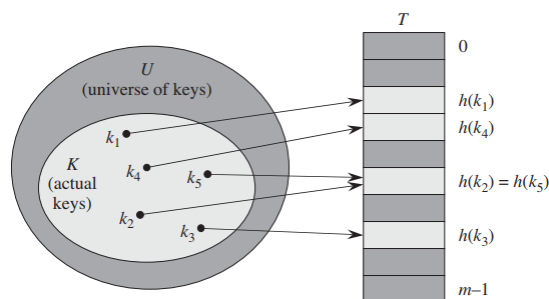 T
0
U
(universe of keys)
h(k₁)
k₁
h(k₄)
K
(actual
keys)
k₄
k₅
h(k₂) = h(k₅)
k₂
k₃
h(k₃)
m–1